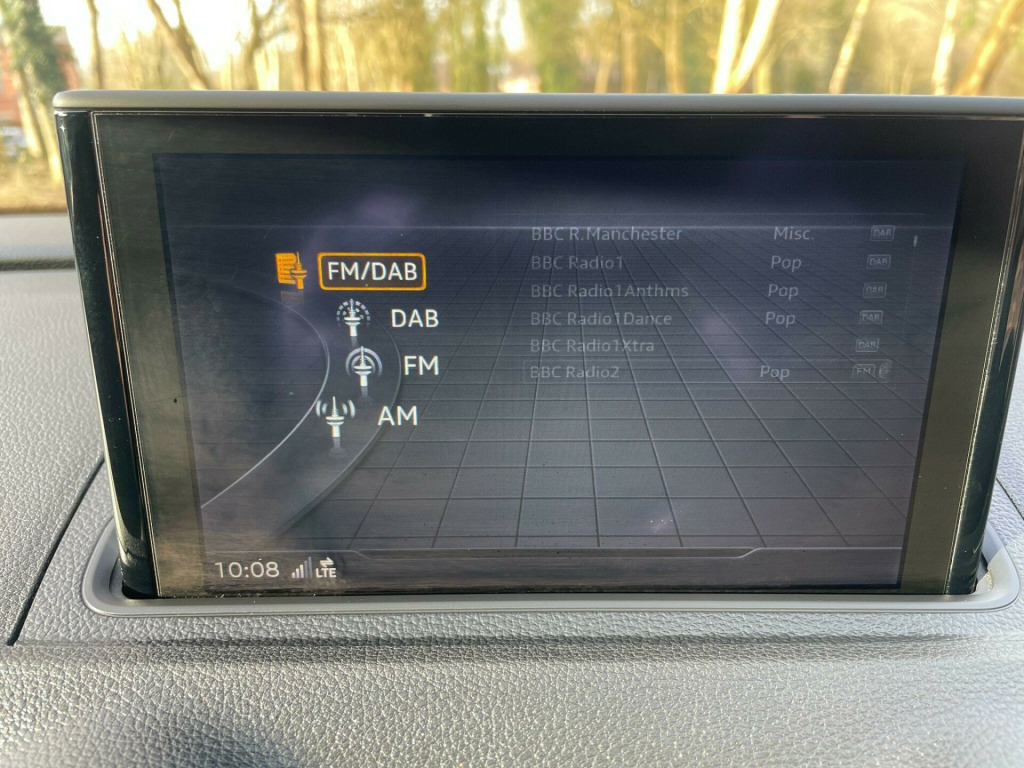 BBC R.Manchester Misc. DAB
BBC Radio1 Pop DAB
FM/DAB
BBC Radio1Anthms Pop DAB
DAB
BBC Radio1Dance Pop DAB
BBC Radio1Xtra DAB
FM
BBC Radio2 Pop FM
AM
10:08 LTE